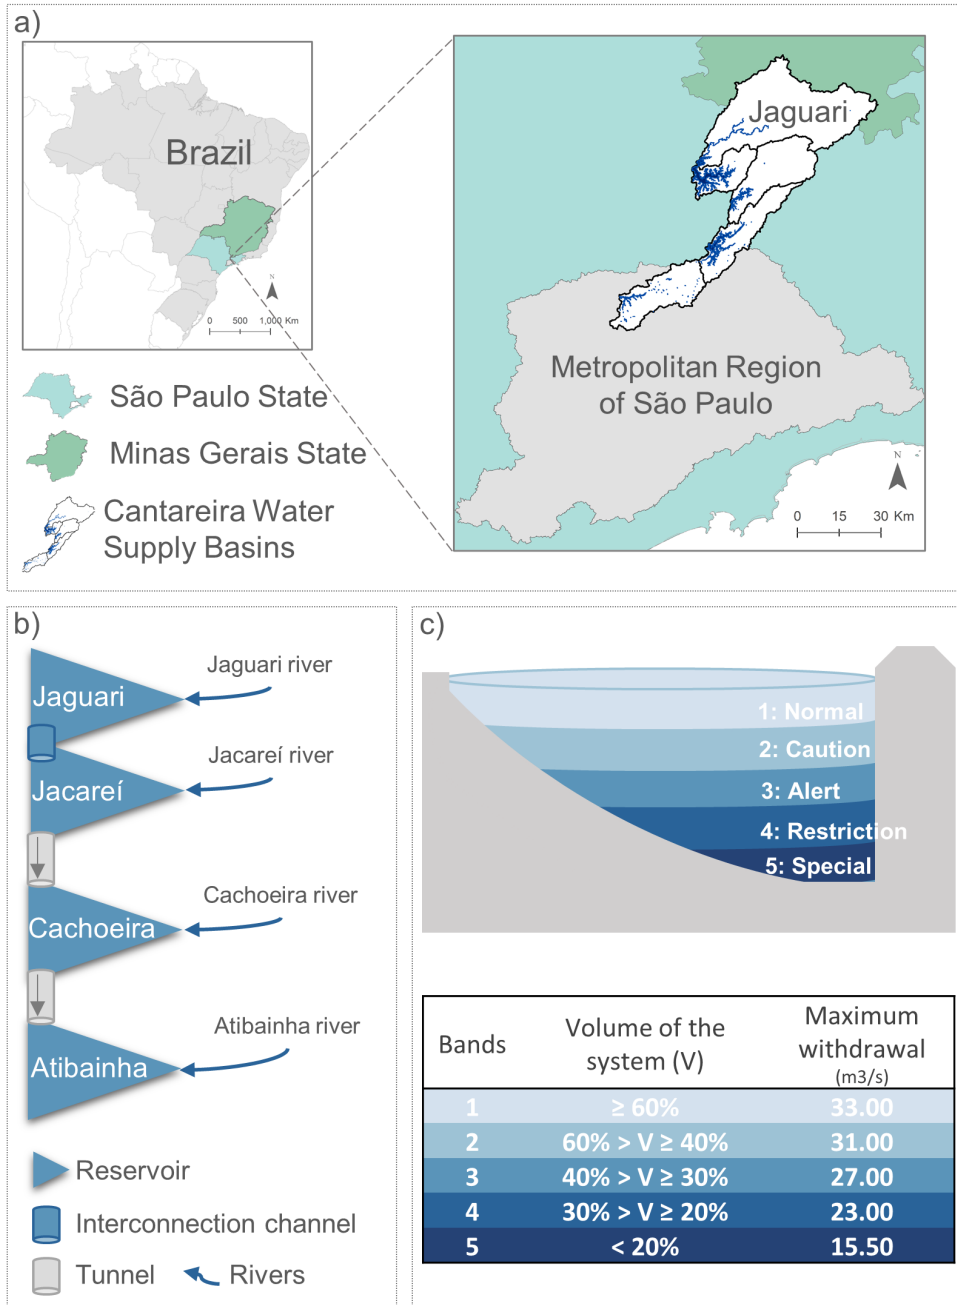 a)
Brazil
N
0 500 1,000 Km
São Paulo State
Minas Gerais State
Cantareira Water
Supply Basins
Jaguari
Metropolitan Region
of São Paulo
N
0 15 30 Km
b)
Jaguari river
Jaguari
Jacareí river
Jacareí
Cachoeira river
Cachoeira
Atibainha river
Atibainha
Reservoir
Interconnection channel
Tunnel
Rivers
c)
1: Normal
2: Caution
3: Alert
4: Restriction
5: Special
Bands Volume of the system (V) Maximum withdrawal (m3/s)
1 ≥ 60% 33.00
2 60% > V ≥ 40% 31.00
3 40% > V ≥ 30% 27.00
4 30% > V ≥ 20% 23.00
5 < 20% 15.50